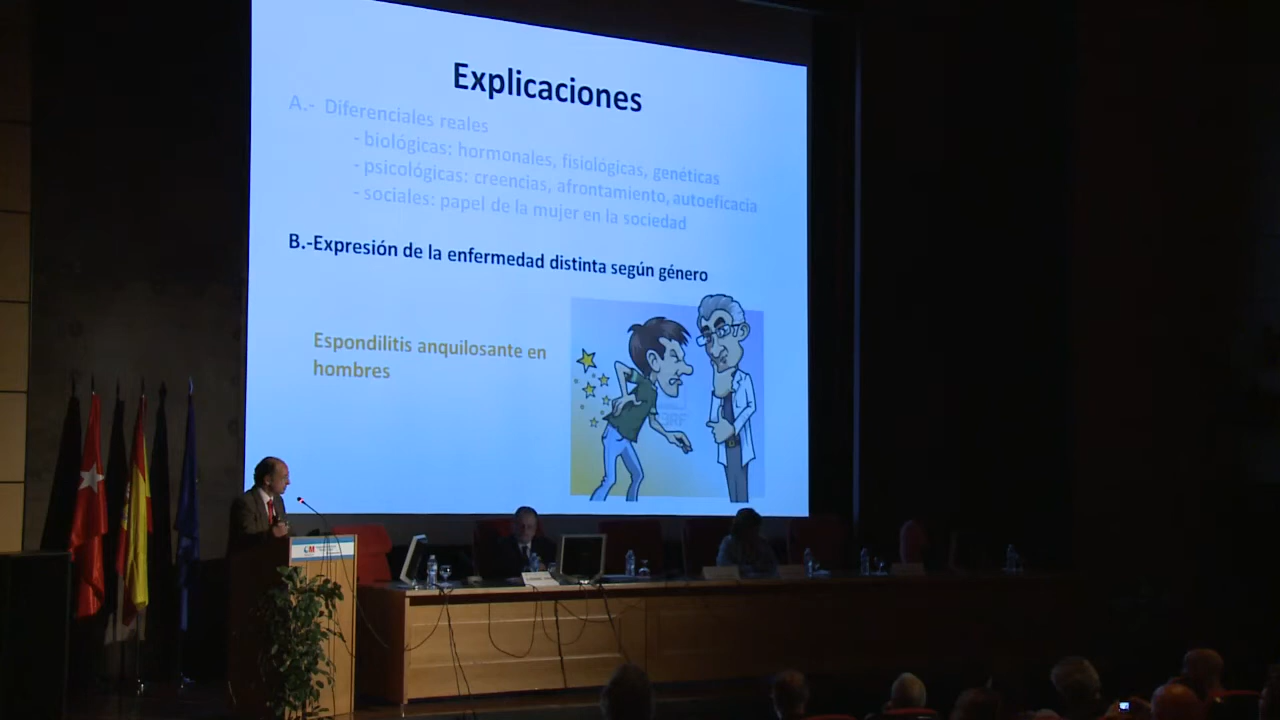 Explicaciones
A.- Diferenciales reales
- biológicas: hormonales, fisiológicas, genéticas
- psicológicas: creencias, afrontamiento, autoeficacia
- sociales: papel de la mujer en la sociedad
B.-Expresión de la enfermedad distinta según género
Espondilitis anquilosante en
hombres